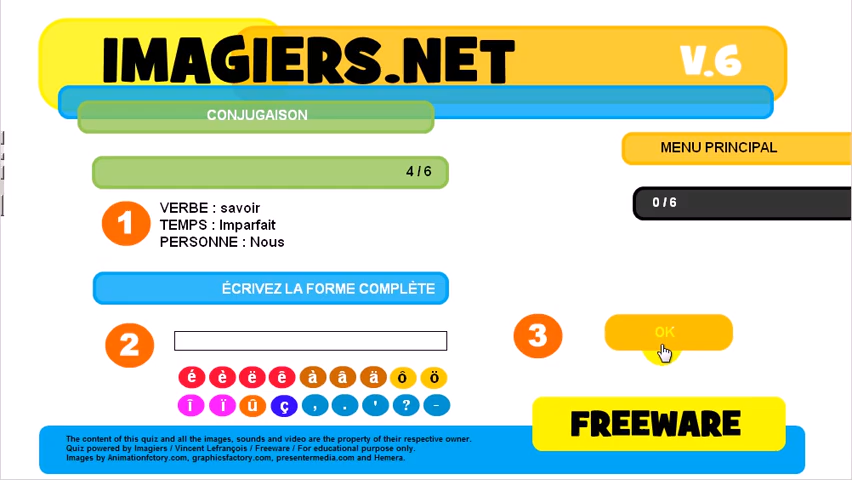 IMAGIERS.NET
V.6
CONJUGAISON
MENU PRINCIPAL
4 / 6
0 / 6
1
VERBE : savoir
TEMPS : Imparfait
PERSONNE : Nous
ÉCRIVEZ LA FORME COMPLÈTE
2
3
OK
é è ë ê à â ä ô ö
î ï û ç , . ' ? -
FREEWARE
The content of this quiz and all the images, sounds and video are the property of their respective owner.
Quiz powered by Imagiers / Vincent Lefrançois / Freeware / For educational purpose only.
Images by Animationfctory.com, graphicsfactory.com, presentermedia.com and Hemera.